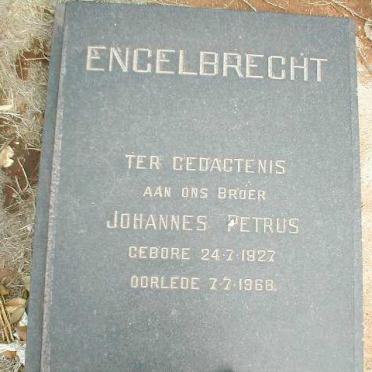 ENGELBRECHT
TER GEDAGTENIS
AAN ONS BROER
JOHANNES PETRUS
GEBORE 24·7·1927
OORLEDE 7·7·1968